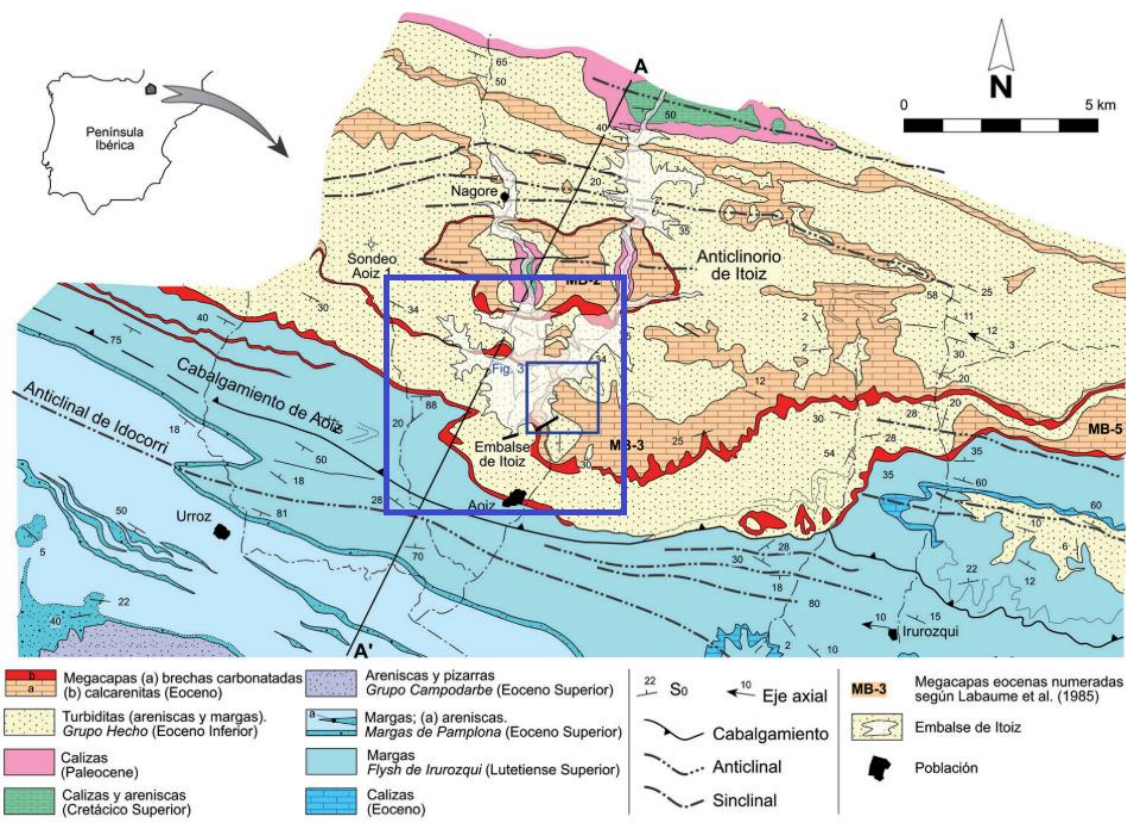 Península
Ibérica
N
0 5 km
A
65
50
50
40
Nagore
20
35
Sondeo
Aoiz 1
Anticlinorio
de Itoiz
MB-2
58
25
11
12
2
2
3
30
20
40
30
34
75
Cabalgamiento de Aoiz
Fig. 3
34
12
88
20
Anticlinal de Idocorri
18
50
18
28
MB-3
25
30
30
28
20
MB-5
54
35
35
60
60
Embalse
de Itoiz
Aoiz
Urroz
81
50
5
70
22
40
28
30
18
80
2
10
6
22
12
10
15
Irurozqui
A'
b
a
Megacapas (a) brechas carbonatadas
(b) calcarenitas (Eoceno)
Turbiditas (areniscas y margas).
Grupo Hecho (Eoceno Inferior)
Calizas
(Paleocene)
Calizas y areniscas
(Cretácico Superior)
Areniscas y pizarras
Grupo Campodarbe (Eoceno Superior)
a
Margas; (a) areniscas.
Margas de Pamplona (Eoceno Superior)
Margas
Flysh de Irurozqui (Lutetiense Superior)
Calizas
(Eoceno)
22 S0 10 Eje axial
Cabalgamiento
Anticlinal
Sinclinal
MB-3 Megacapas eocenas numeradas
según Labaume et al. (1985)
Embalse de Itoiz
Población